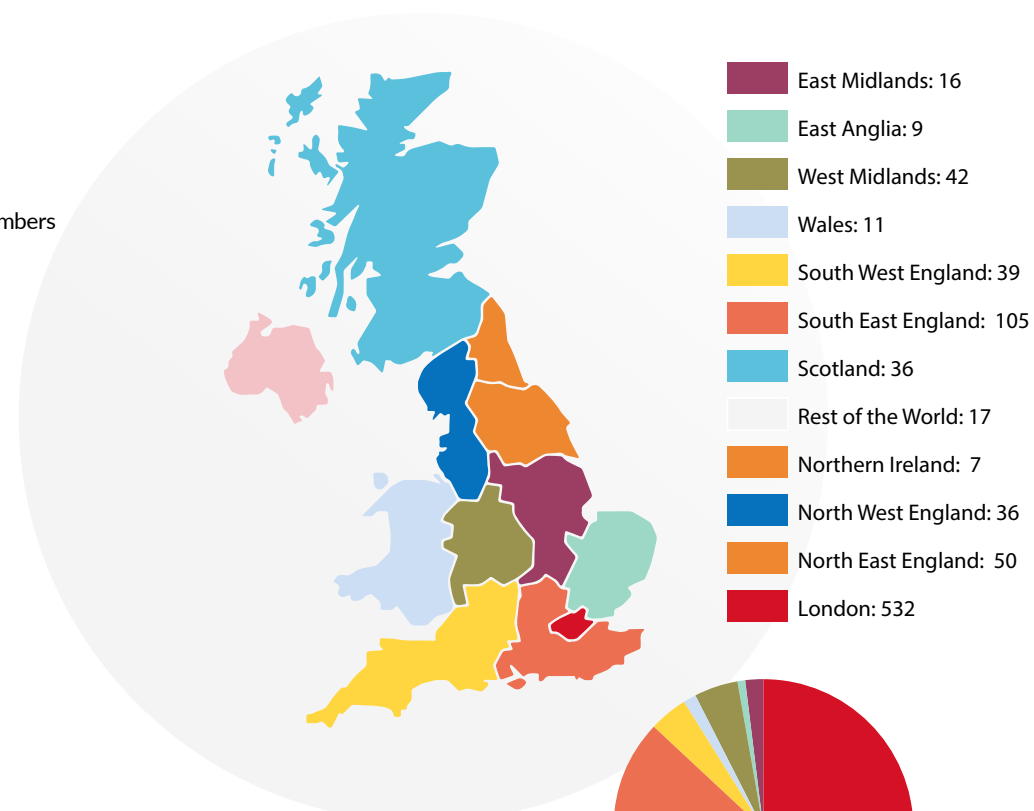 mbers
East Midlands: 16
East Anglia: 9
West Midlands: 42
Wales: 11
South West England: 39
South East England: 105
Scotland: 36
Rest of the World: 17
Northern Ireland: 7
North West England: 36
North East England: 50
London: 532